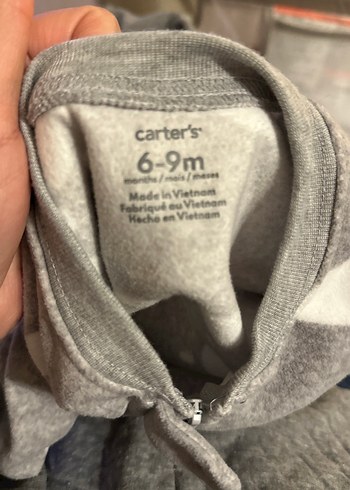 carter's
6-9m
months / mois / meses
Made in Vietnam
Fabriqué au Vietnam
Hecho en Vietnam